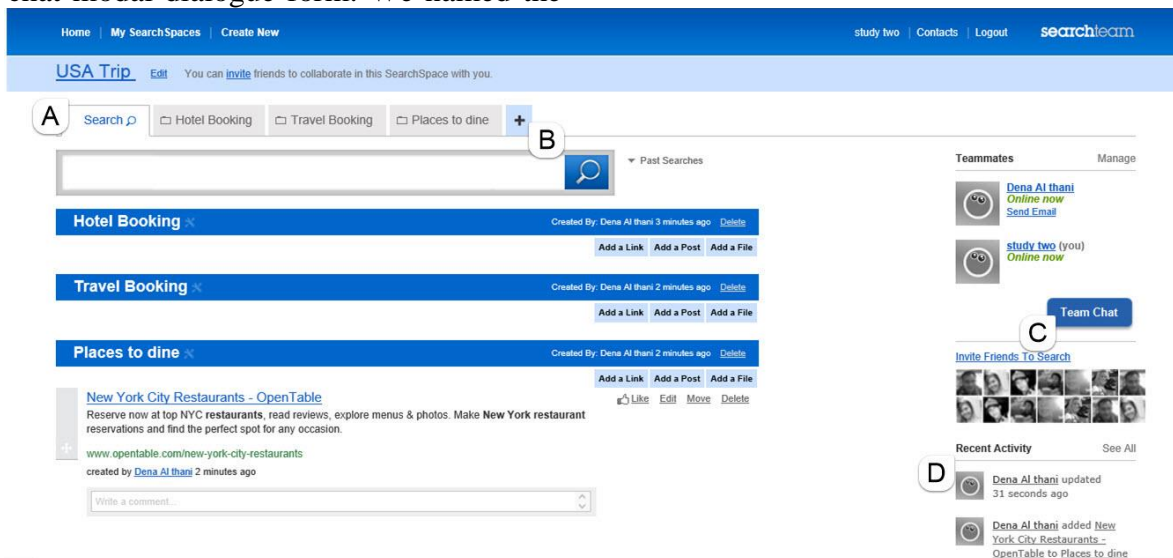 chat modal dialogue form. We named the
Home | My SearchSpaces | Create New
study two | Contacts | Logout searchteam
USA Trip Edit You can invite friends to collaborate in this SearchSpace with you.
A Search Hotel Booking Travel Booking Places to dine +
B
Past Searches
Hotel Booking Created By: Dena Al thani 3 minutes ago Delete
Add a Link Add a Post Add a File
Travel Booking Created By: Dena Al thani 2 minutes ago Delete
Add a Link Add a Post Add a File
Places to dine Created By: Dena Al thani 2 minutes ago Delete
Add a Link Add a Post Add a File
New York City Restaurants - OpenTable Like Edit Move Delete
Reserve now at top NYC restaurants, read reviews, explore menus & photos. Make New York restaurant
reservations and find the perfect spot for any occasion.
www.opentable.com/new-york-city-restaurants
created by Dena Al thani 2 minutes ago
Write a comment...
Teammates Manage
Dena Al thani
Online now
Send Email
study two (you)
Online now
Team Chat
C
Invite Friends To Search
Recent Activity See All
D
Dena Al thani updated
31 seconds ago
Dena Al thani added New
York City Restaurants -
OpenTable to Places to dine